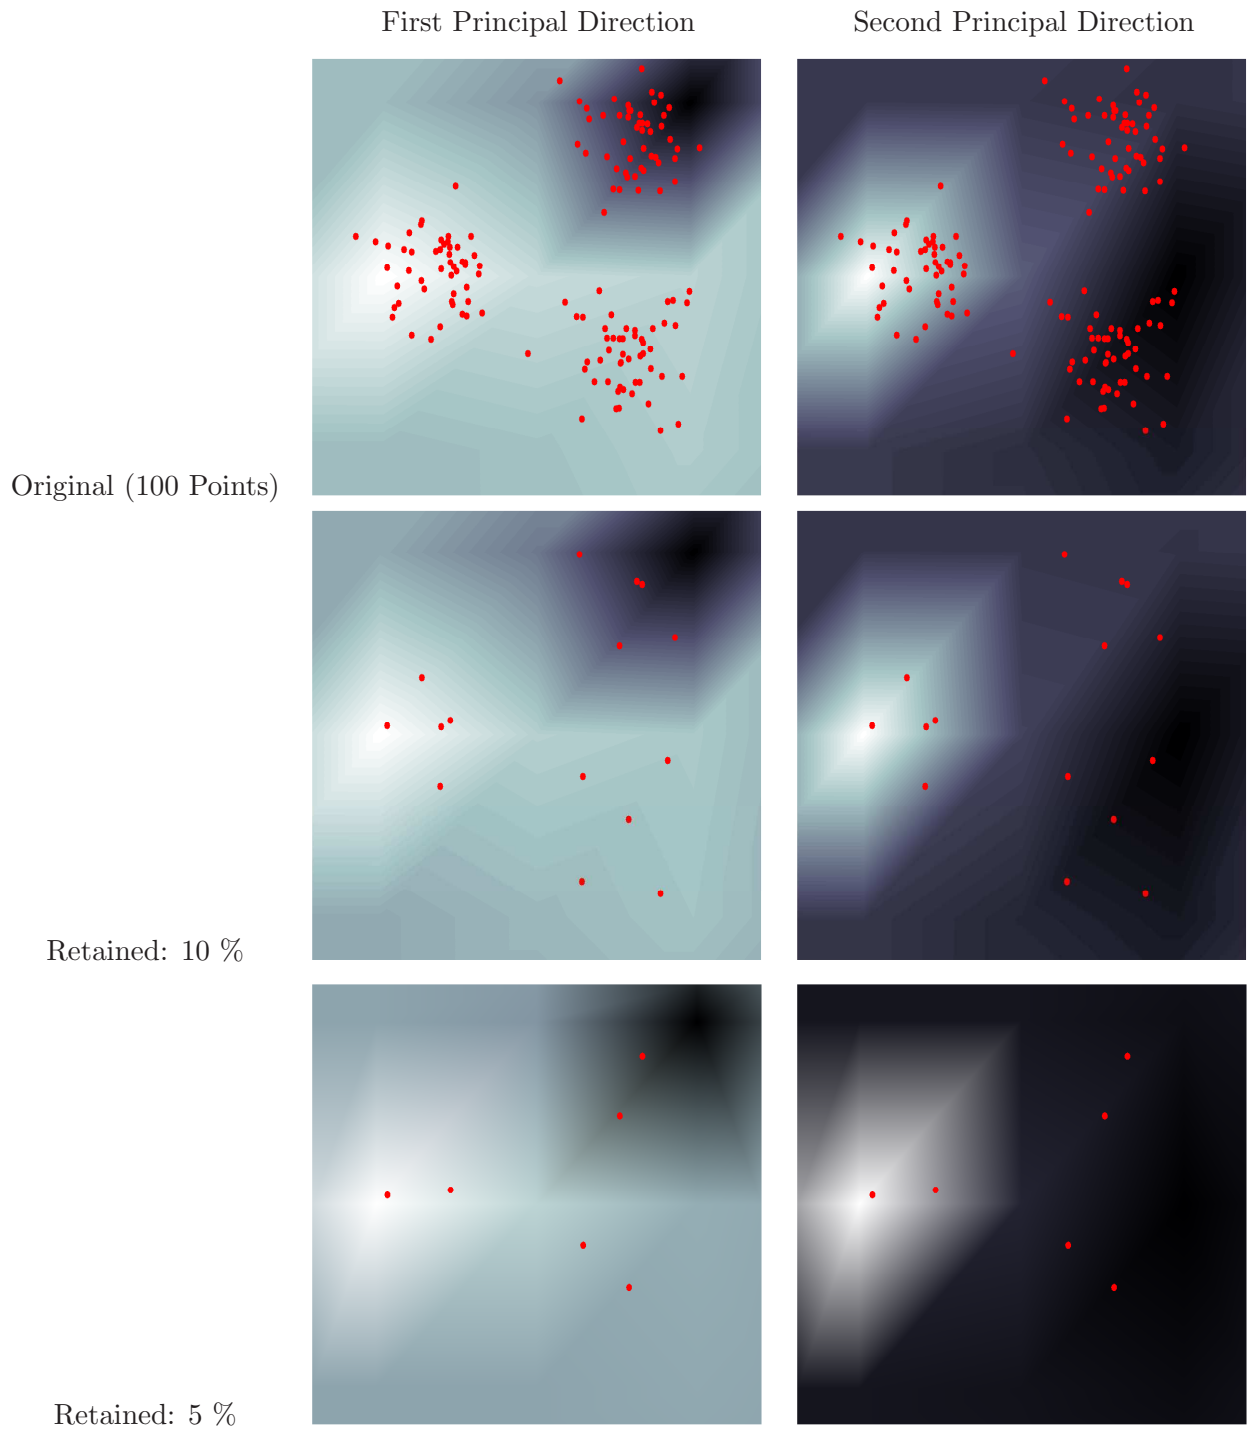 First Principal Direction
Second Principal Direction
Original (100 Points)
Retained: 10 %
Retained: 5 %